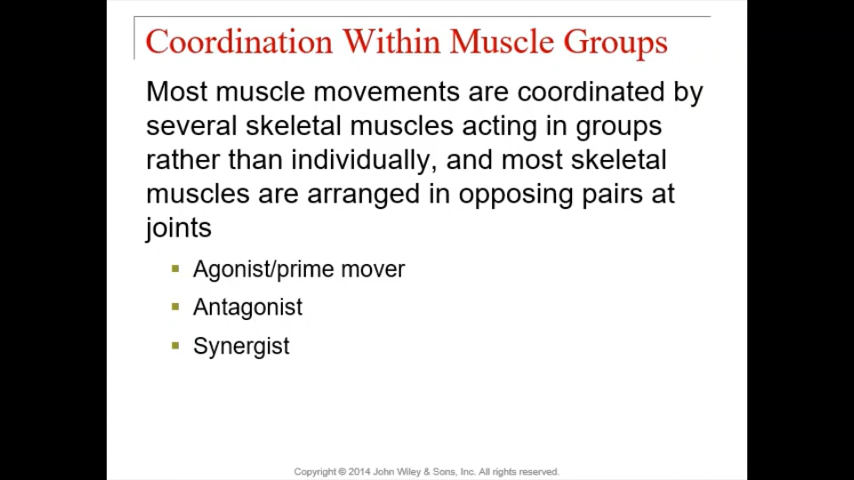 Coordination Within Muscle Groups
Most muscle movements are coordinated by
several skeletal muscles acting in groups
rather than individually, and most skeletal
muscles are arranged in opposing pairs at
joints
Agonist/prime mover
Antagonist
Synergist
Copyright © 2014 John Wiley & Sons, Inc. All rights reserved.